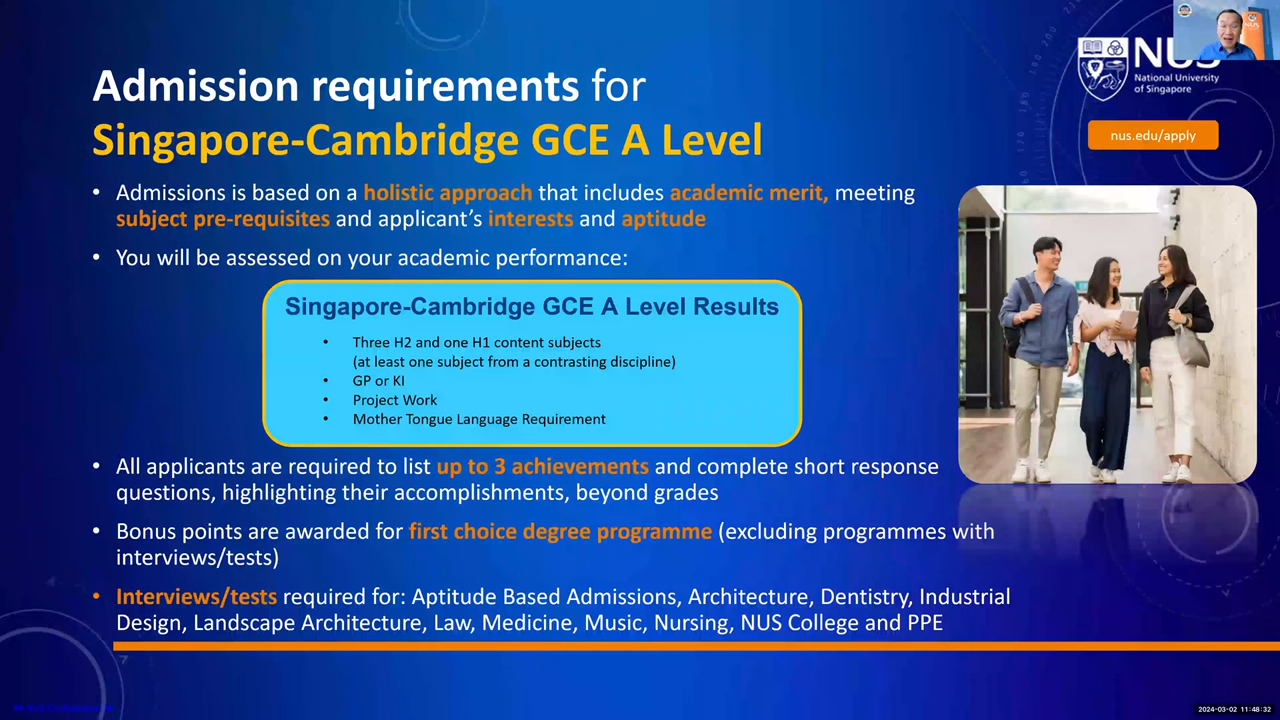 Admission requirements for
Singapore-Cambridge GCE A Level
NUS
National University
of Singapore
nus.edu/apply
• Admissions is based on a holistic approach that includes academic merit, meeting
subject pre-requisites and applicant’s interests and aptitude
• You will be assessed on your academic performance:
Singapore-Cambridge GCE A Level Results
• Three H2 and one H1 content subjects
(at least one subject from a contrasting discipline)
• GP or KI
• Project Work
• Mother Tongue Language Requirement
• All applicants are required to list up to 3 achievements and complete short response
questions, highlighting their accomplishments, beyond grades
• Bonus points are awarded for first choice degree programme (excluding programmes with
interviews/tests)
• Interviews/tests required for: Aptitude Based Admissions, Architecture, Dentistry, Industrial
Design, Landscape Architecture, Law, Medicine, Music, Nursing, NUS College and PPE
2024-03-02 11:48:32